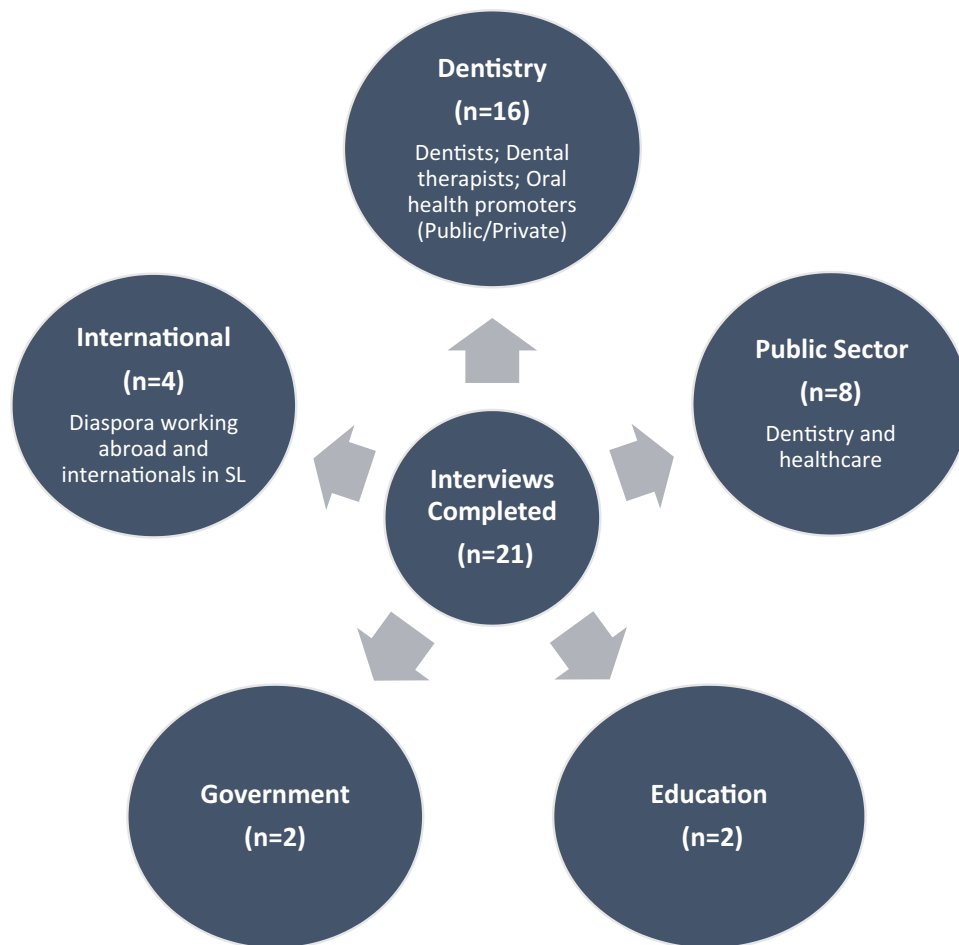 Dentistry
(n=16)
Dentists; Dental
therapists; Oral
health promoters
(Public/Private)
International
(n=4)
Diaspora working
abroad and
internationals in SL
Public Sector
(n=8)
Dentistry and
healthcare
Interviews
Completed
(n=21)
Government
(n=2)
Education
(n=2)